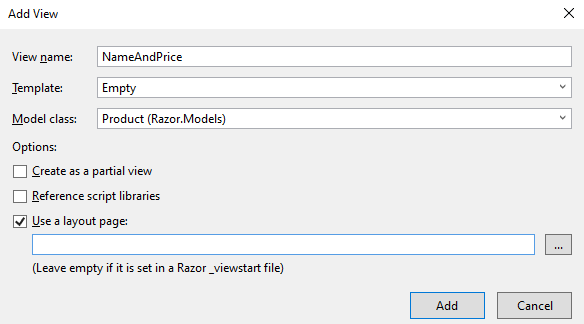 Add View
View name: NameAndPrice
Template: Empty
Model class: Product (Razor.Models)
Options:
Create as a partial view
Reference script libraries
Use a layout page:
...
(Leave empty if it is set in a Razor _viewstart file)
Add Cancel